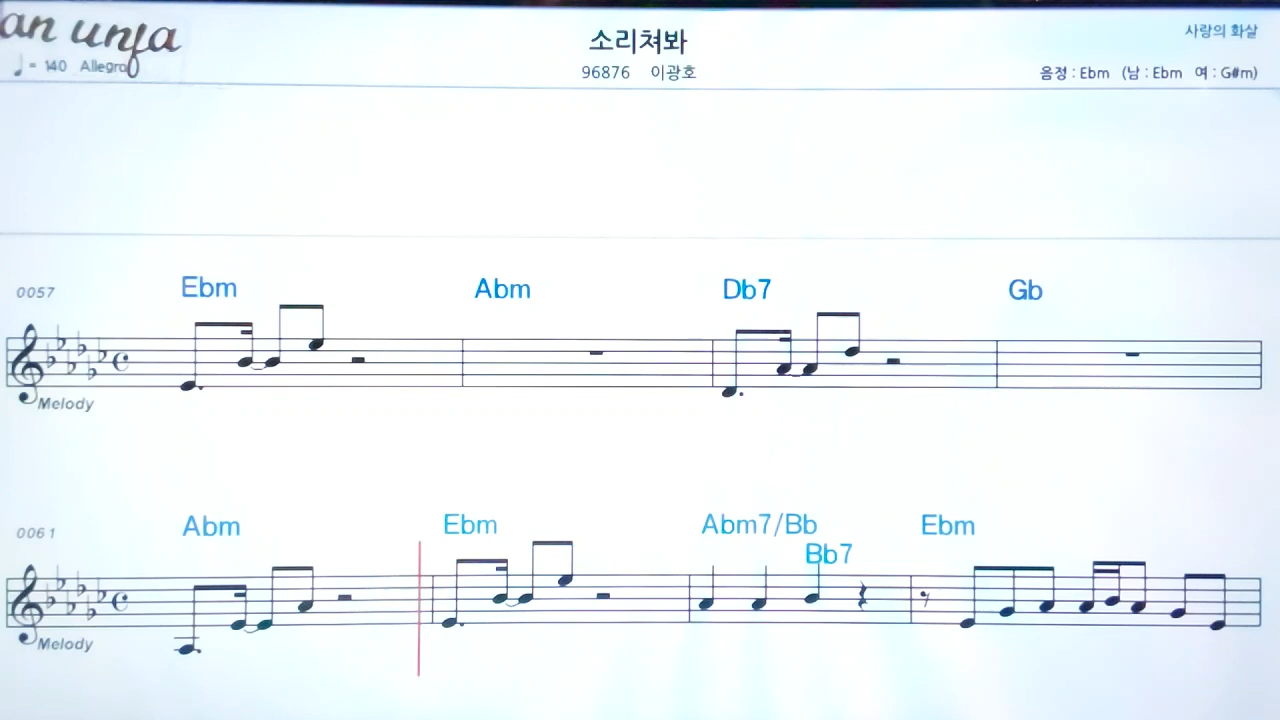 an unfa
소리쳐봐
사랑의 화살
♩= 140 Allegro
96876 이광호
음정 : Ebm (남 : Ebm 여 : G#m)
0057
Ebm Abm Db7 Gb
Melody
0061
Abm Ebm Abm7/Bb Ebm
Bb7
Melody